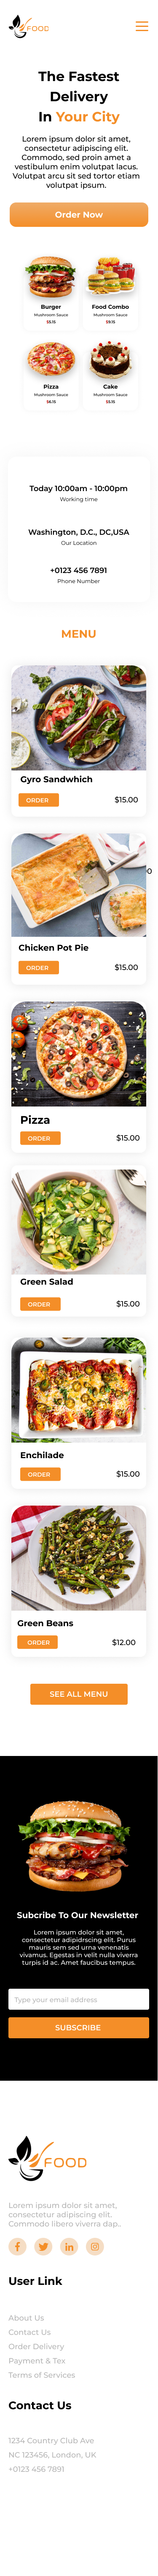 FOOD
The Fastest
Delivery
In Your City
Lorem ipsum dolor sit amet,
consectetur adipiscing elit.
Commodo, sed proin amet a
vestibulum enim volutpat lacus.
Volutpat arcu sit sed tortor etiam
volutpat ipsum.
Order Now
Burger
Mushroom Sauce
$5.15
Food Combo
Mushroom Sauce
$9.15
Pizza
Mushroom Sauce
$6.15
Cake
Mushroom Sauce
$5.15
Today 10:00am - 10:00pm
Working time
Washington, D.C., DC,USA
Our Location
+0123 456 7891
Phone Number
MENU
Gyro Sandwhich
ORDER
$15.00
Chicken Pot Pie
ORDER
$15.00
Pizza
ORDER
$15.00
Green Salad
ORDER
$15.00
Enchilade
ORDER
$15.00
Green Beans
ORDER
$12.00
SEE ALL MENU
Subcribe To Our Newsletter
Lorem ipsum dolor sit amet,
consectetur adipidiscing elit. Purus
mauris sem sed urna venenatis
vivamus. Egestas in velit nulla viverra
turpis id ac. Amet faucibus tempus.
Type your email address
SUBSCRIBE
FOOD
Lorem ipsum dolor sit amet,
consectetur adipiscing elit.
Commodo libero viverra dap..
User Link
About Us
Contact Us
Order Delivery
Payment & Tex
Terms of Services
Contact Us
1234 Country Club Ave
NC 123456, London, UK
+0123 456 7891